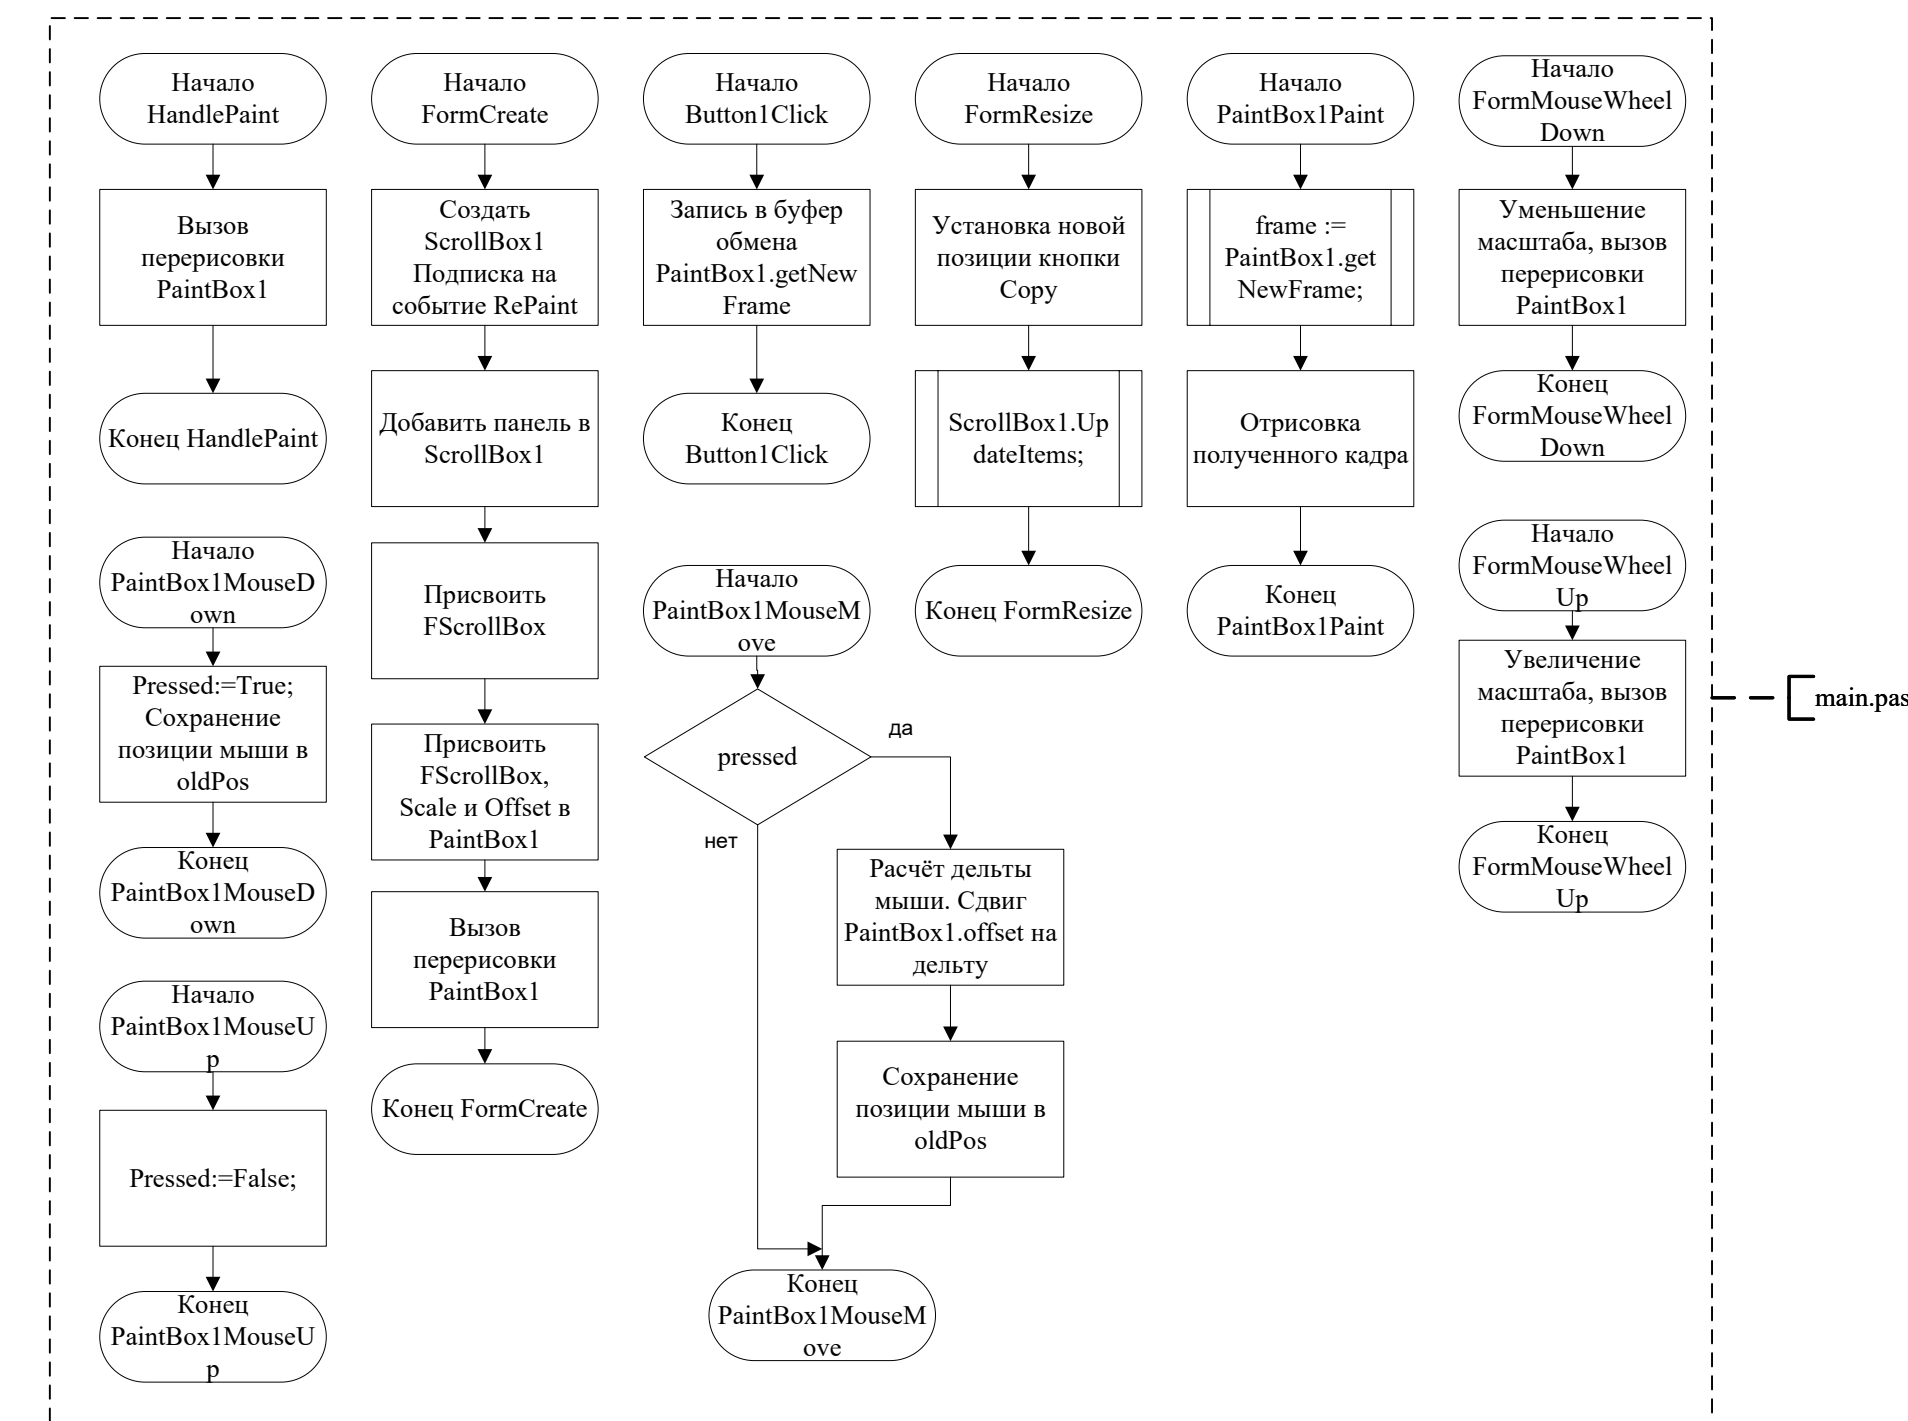 Начало
HandlePaint
Вызов
перерисовки
PaintBox1
Конец HandlePaint
Начало
FormCreate
Создать
ScrollBox1
Подписка на
событие RePaint
Добавить панель в
ScrollBox1
Присвоить
FScrollBox
Присвоить
FScrollBox,
Scale и Offset в
PaintBox1
Вызов
перерисовки
PaintBox1
Конец FormCreate
Начало
Button1Click
Запись в буфер
обмена
PaintBox1.getNew
Frame
Конец
Button1Click
Начало
FormResize
Установка новой
позиции кнопки
Copy
ScrollBox1.Up
dateItems;
Конец FormResize
Начало
PaintBox1Paint
frame :=
PaintBox1.get
NewFrame;
Отрисовка
полученного кадра
Конец
PaintBox1Paint
Начало
FormMouseWheel
Down
Уменьшение
масштаба, вызов
перерисовки
PaintBox1
Конец
FormMouseWheel
Down
Начало
PaintBox1MouseD
own
Pressed:=True;
Сохранение
позиции мыши в
oldPos
Конец
PaintBox1MouseD
own
Начало
PaintBox1MouseU
p
Pressed:=False;
Конец
PaintBox1MouseU
p
Начало
PaintBox1MouseM
ove
pressed
да
нет
Расчёт дельты
мыши. Сдвиг
PaintBox1.offset на
дельту
Сохранение
позиции мыши в
oldPos
Конец
PaintBox1MouseM
ove
Начало
FormMouseWheel
Up
Увеличение
масштаба, вызов
перерисовки
PaintBox1
Конец
FormMouseWheel
Up
main.pas